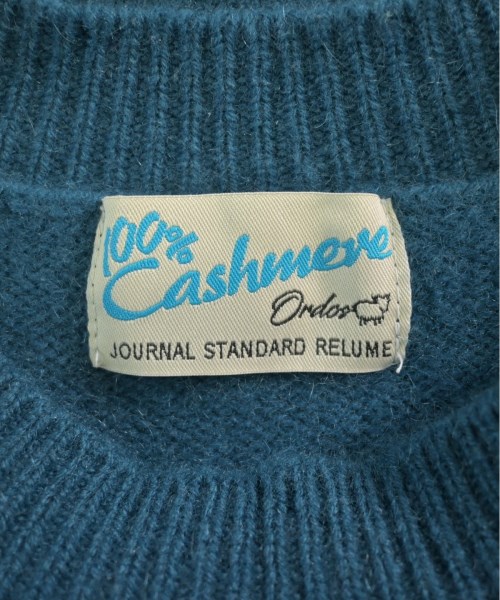 100%
Cashmere
Ordos
JOURNAL STANDARD RELUME